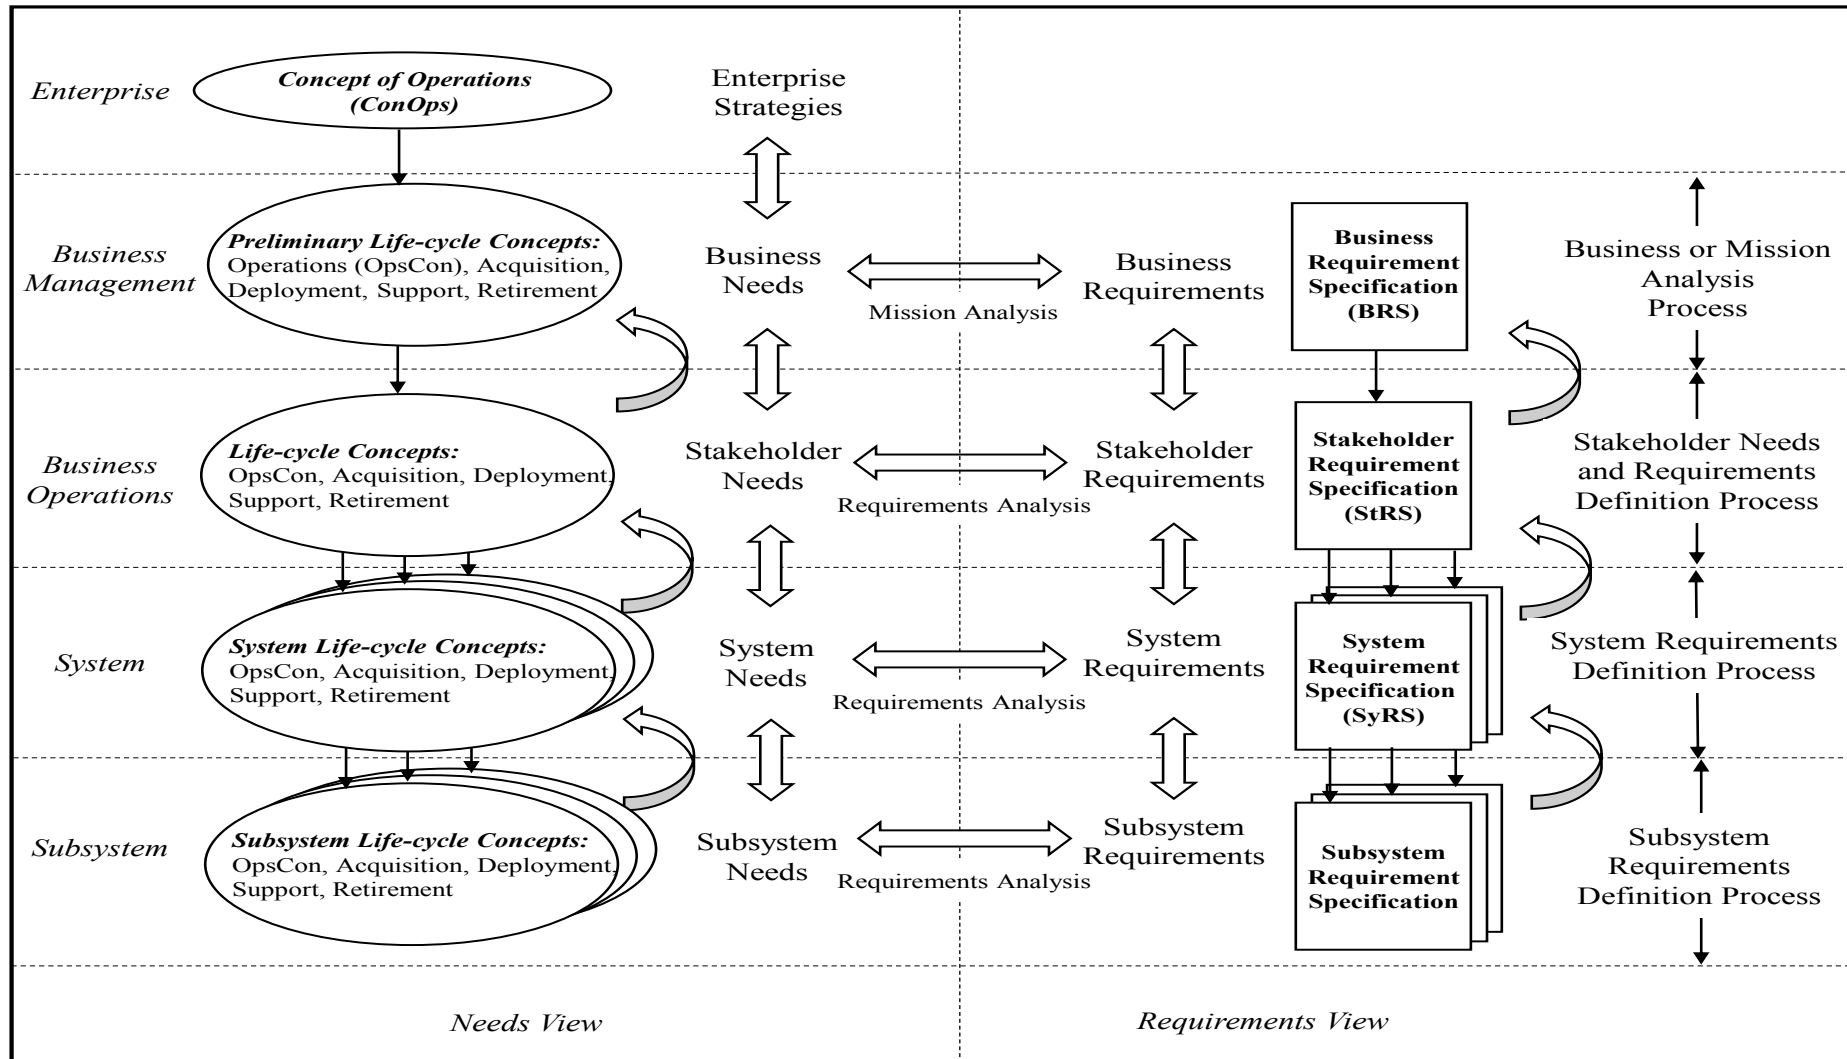 Enterprise
Concept of Operations
(ConOps)
Enterprise
Strategies
Business
Management
Preliminary Life-cycle Concepts:
Operations (OpsCon), Acquisition,
Deployment, Support, Retirement
Business
Needs
Mission Analysis
Business
Requirements
Business
Requirement
Specification
(BRS)
Business or Mission
Analysis
Process
Business
Operations
Life-cycle Concepts:
OpsCon, Acquisition, Deployment,
Support, Retirement
Stakeholder
Needs
Requirements Analysis
Stakeholder
Requirements
Stakeholder
Requirement
Specification
(StRS)
Stakeholder Needs
and Requirements
Definition Process
System
System Life-cycle Concepts:
OpsCon, Acquisition, Deployment,
Support, Retirement
System
Needs
Requirements Analysis
System
Requirements
System
Requirement
Specification
(SyRS)
System Requirements
Definition Process
Subsystem
Subsystem Life-cycle Concepts:
OpsCon, Acquisition, Deployment,
Support, Retirement
Subsystem
Needs
Requirements Analysis
Subsystem
Requirements
Subsystem
Requirement
Specification
Subsystem
Requirements
Definition Process
Needs View
Requirements View